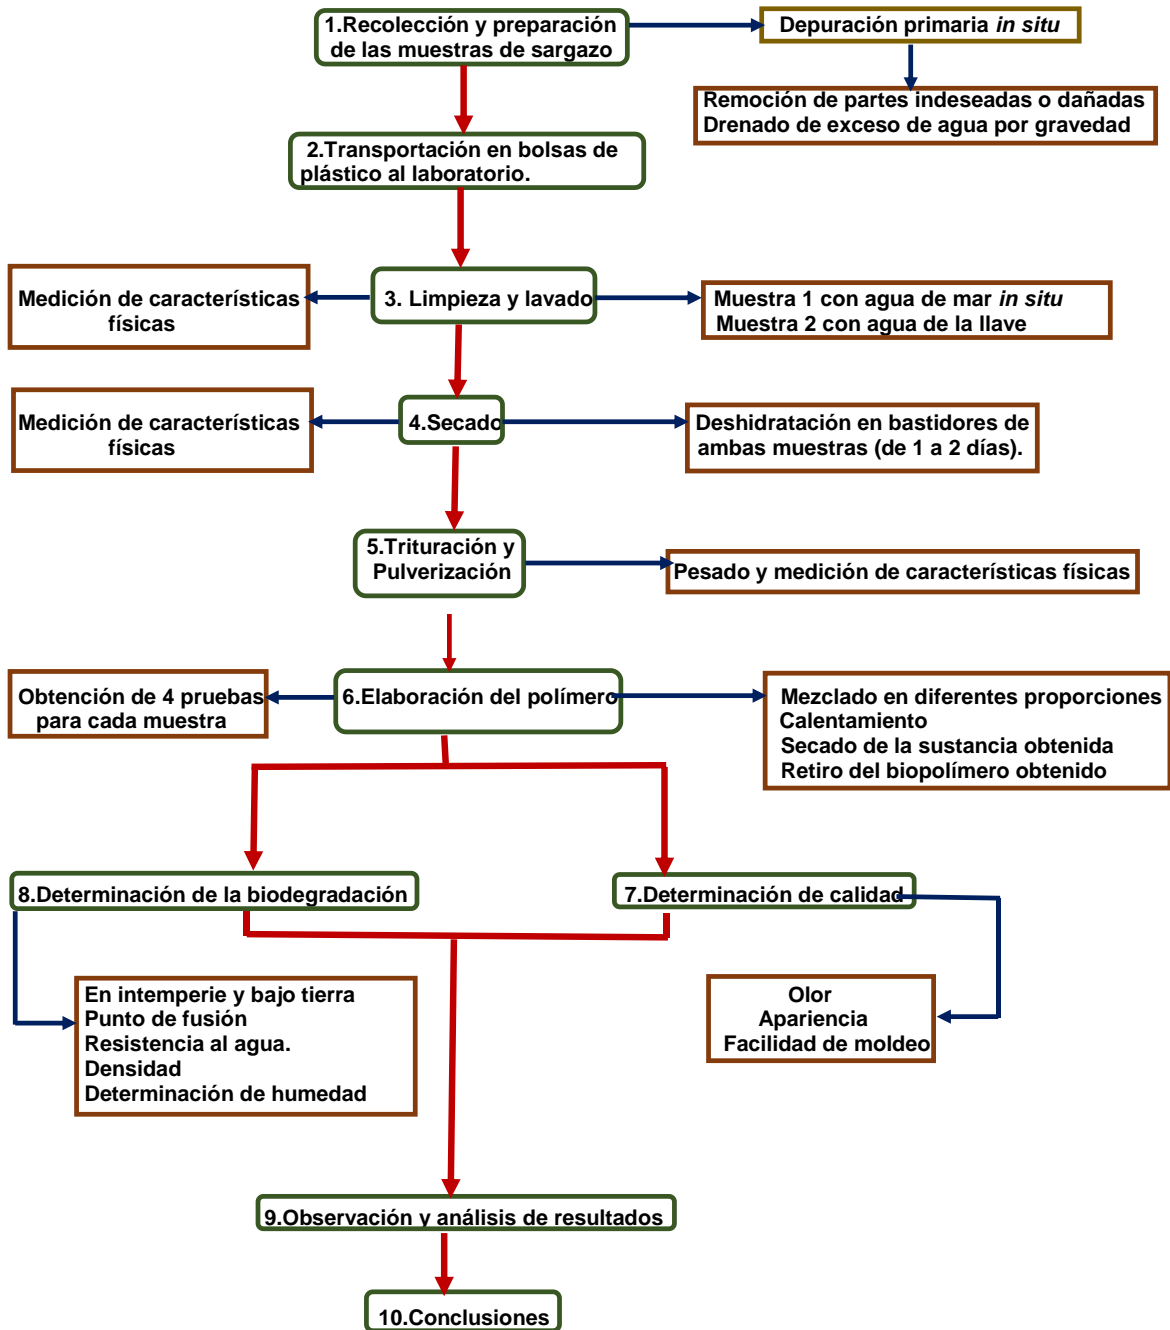 1.Recolección y preparación
de las muestras de sargazo
Depuración primaria in situ
Remoción de partes indeseadas o dañadas
Drenado de exceso de agua por gravedad
2.Transportación en bolsas de
plástico al laboratorio.
Medición de características
físicas
3. Limpieza y lavado
Muestra 1 con agua de mar in situ
Muestra 2 con agua de la llave
Medición de características
físicas
4.Secado
Deshidratación en bastidores de
ambas muestras (de 1 a 2 días).
5.Trituración y
Pulverización
Pesado y medición de características físicas
Obtención de 4 pruebas
para cada muestra
6.Elaboración del polímero
Mezclado en diferentes proporciones
Calentamiento
Secado de la sustancia obtenida
Retiro del biopolímero obtenido
8.Determinación de la biodegradación
7.Determinación de calidad
En intemperie y bajo tierra
Punto de fusión
Resistencia al agua.
Densidad
Determinación de humedad
Olor
Apariencia
Facilidad de moldeo
9.Observación y análisis de resultados
10.Conclusiones